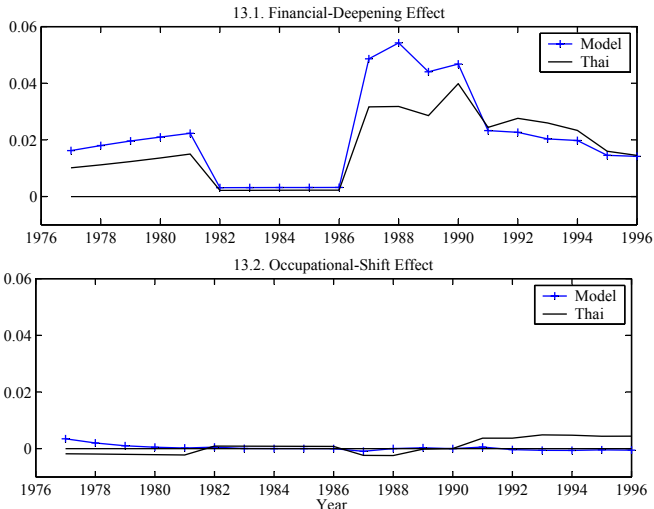 13.1. Financial-Deepening Effect
0.06
0.04
0.02
0
Model
Thai
1976 1978 1980 1982 1984 1986 1988 1990 1992 1994 1996
13.2. Occupational-Shift Effect
0.06
0.04
0.02
0
Model
Thai
1976 1978 1980 1982 1984 1986 1988 1990 1992 1994 1996
Year